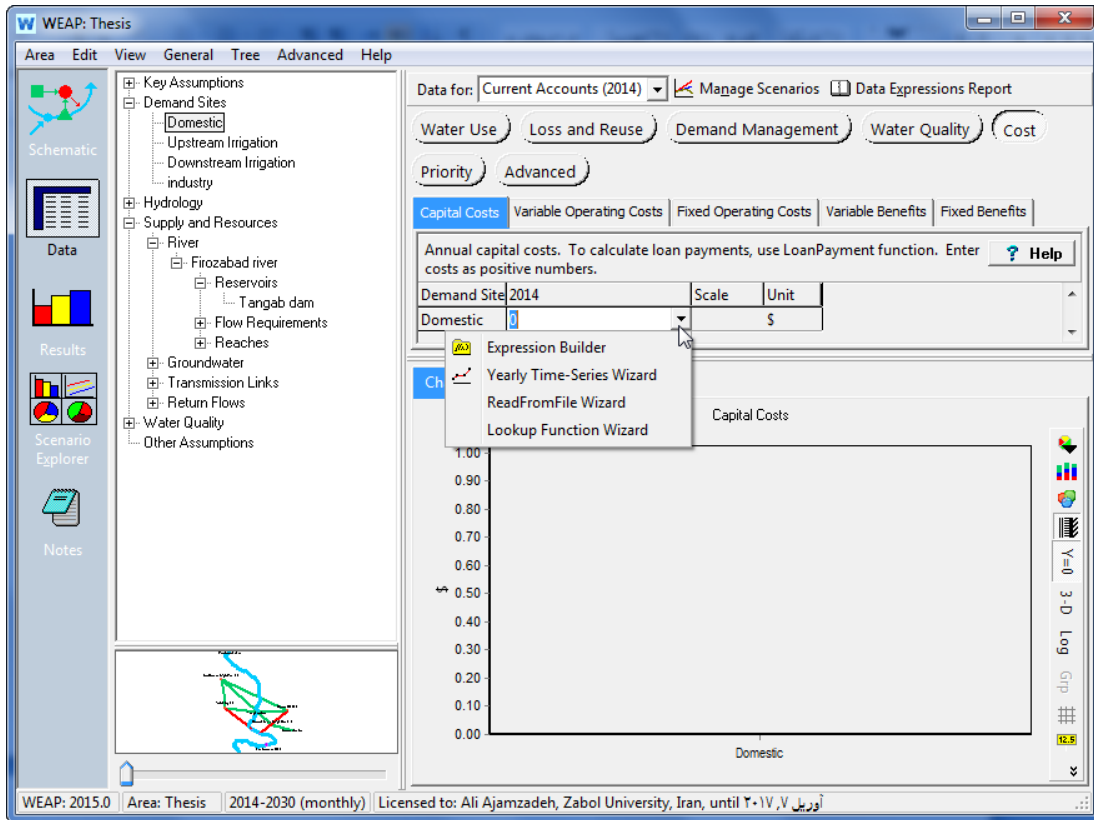 WEAP: Thesis
Area Edit View General Tree Advanced Help
Schematic
Data
Results
Scenario
Explorer
Notes
Key Assumptions
Demand Sites
Domestic
Upstream Irrigation
Downstream Irrigation
industry
Hydrology
Supply and Resources
River
Firozabad river
Reservoirs
Tangab dam
Flow Requirements
Reaches
Groundwater
Transmission Links
Return Flows
Water Quality
Other Assumptions
Data for: Current Accounts (2014) Manage Scenarios Data Expressions Report
Water Use Loss and Reuse Demand Management Water Quality Cost
Priority Advanced
Capital Costs Variable Operating Costs Fixed Operating Costs Variable Benefits Fixed Benefits
Annual capital costs. To calculate loan payments, use LoanPayment function. Enter
costs as positive numbers.
? Help
Demand Site 2014 Scale Unit
Domestic 0 $
Expression Builder
Yearly Time-Series Wizard
ReadFromFile Wizard
Lookup Function Wizard
Ch
Capital Costs
1.00
0.90
0.80
0.70
0.60
0.50
0.40
0.30
0.20
0.10
0.00
$
Domestic
Y=0
3-D
Log
Grp
12.5
WEAP: 2015.0 Area: Thesis 2014-2030 (monthly) Licensed to: Ali Ajamzadeh, Zabol University, Iran, until آوریل ۷, ۲۰۱۷